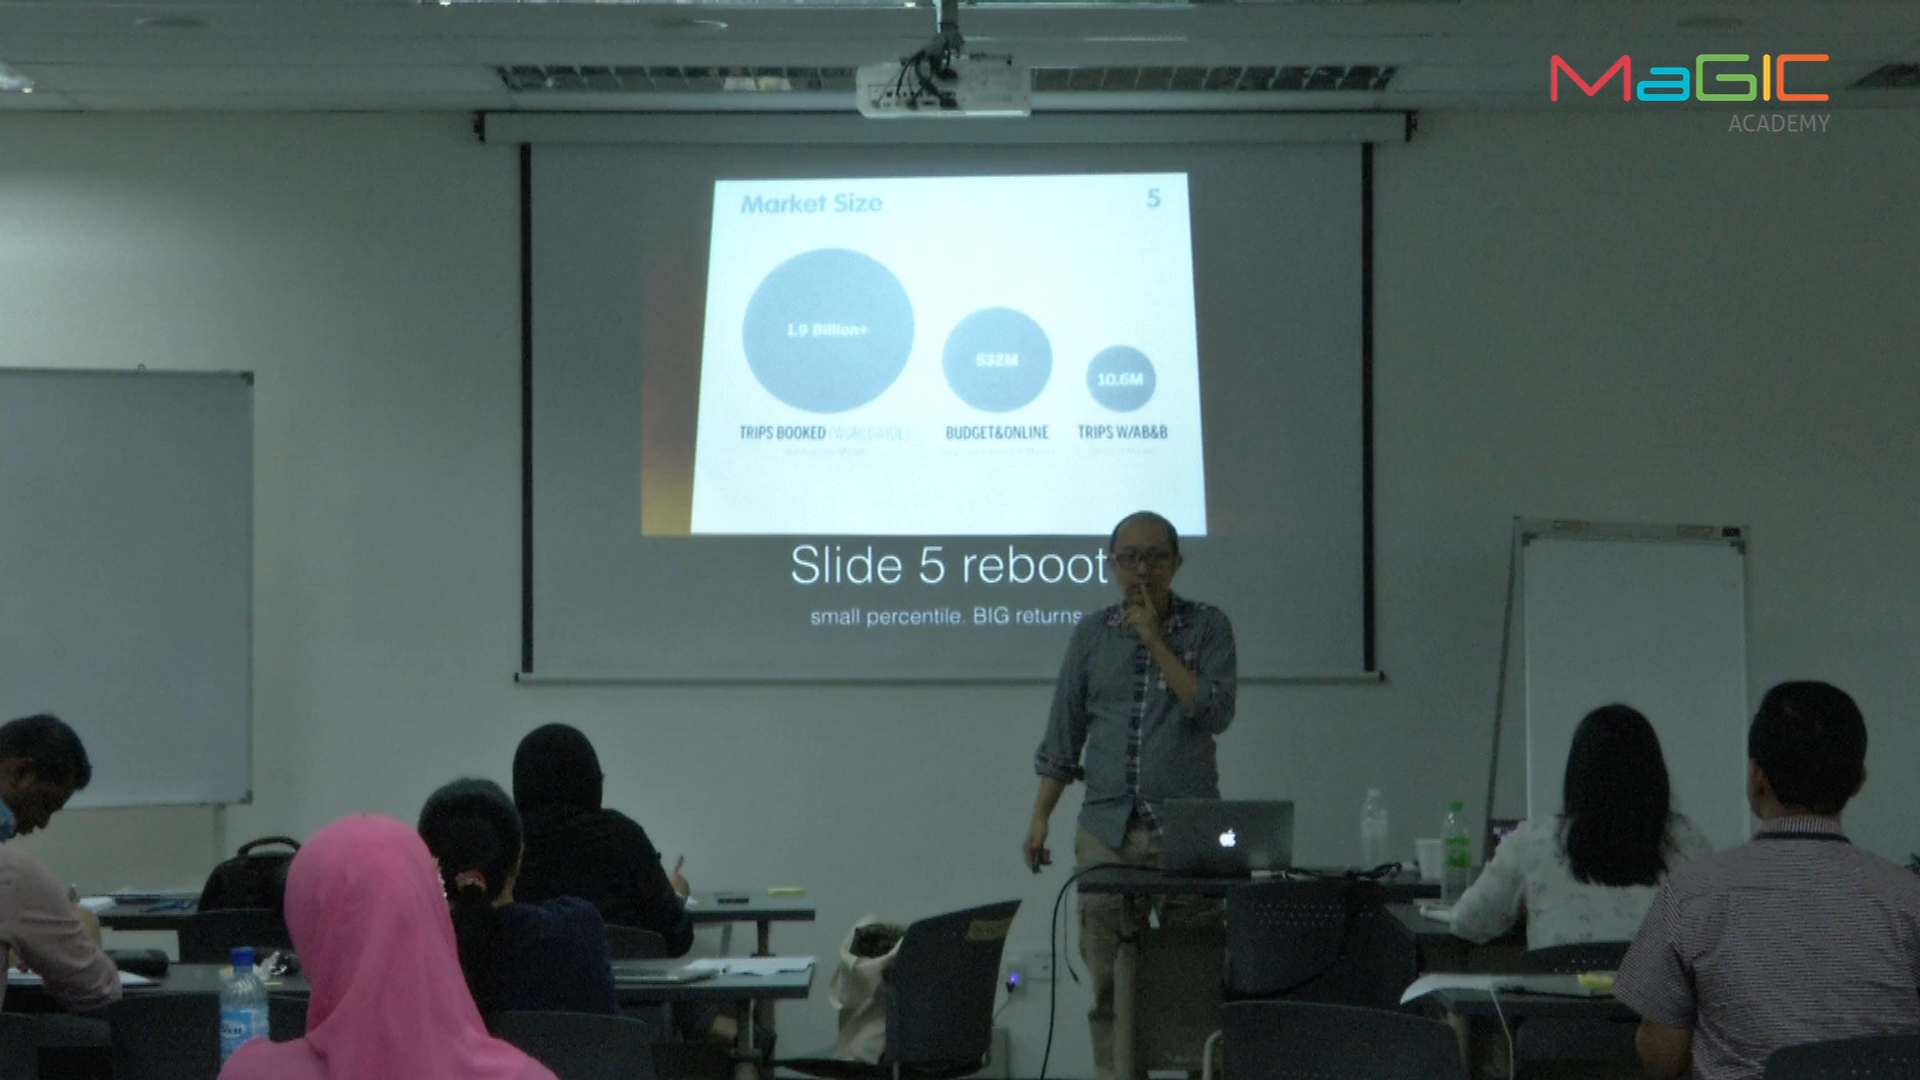 MaGIC
ACADEMY
Market Size
5
1.9 Billion+
532M
10.6M
TRIPS BOOKED (WORLDWIDE)
BUDGET&ONLINE
TRIPS W/AB&B
Slide 5 reboot
small percentile. BIG returns